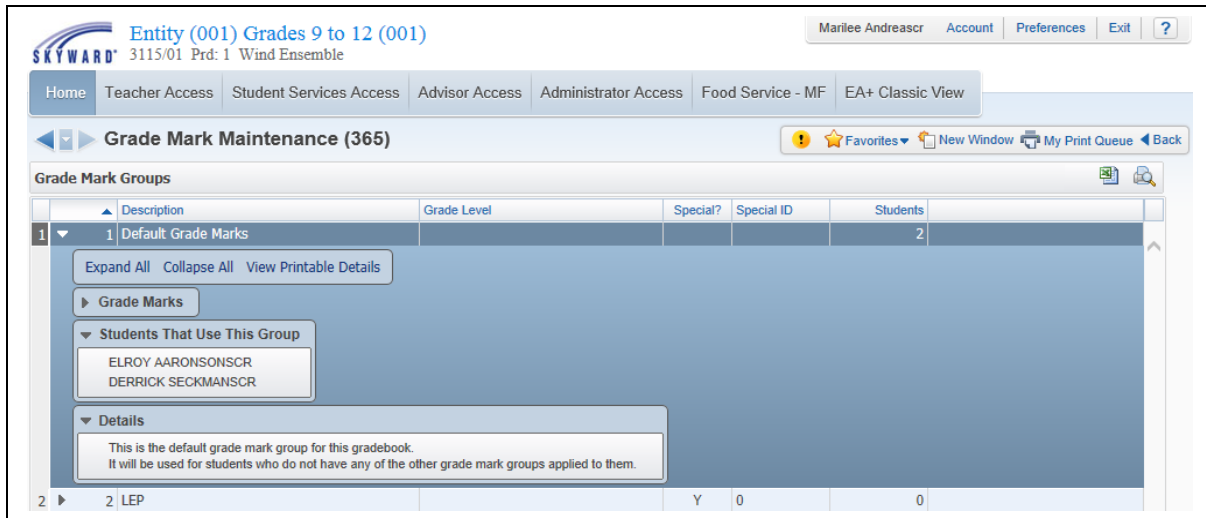 SKYWARD
Entity (001) Grades 9 to 12 (001)
3115/01 Prd: 1 Wind Ensemble
Marilee Andreascr Account Preferences Exit ?
Home Teacher Access Student Services Access Advisor Access Administrator Access Food Service - MF EA+ Classic View
Grade Mark Maintenance (365)
! Favorites New Window My Print Queue Back
Grade Mark Groups
Description Grade Level Special? Special ID Students
1 1 Default Grade Marks 2
Expand All Collapse All View Printable Details
Grade Marks
Students That Use This Group
ELROY AARONSONSCR
DERRICK SECKMANSCR
Details
This is the default grade mark group for this gradebook.
It will be used for students who do not have any of the other grade mark groups applied to them.
2 2 LEP Y 0 0